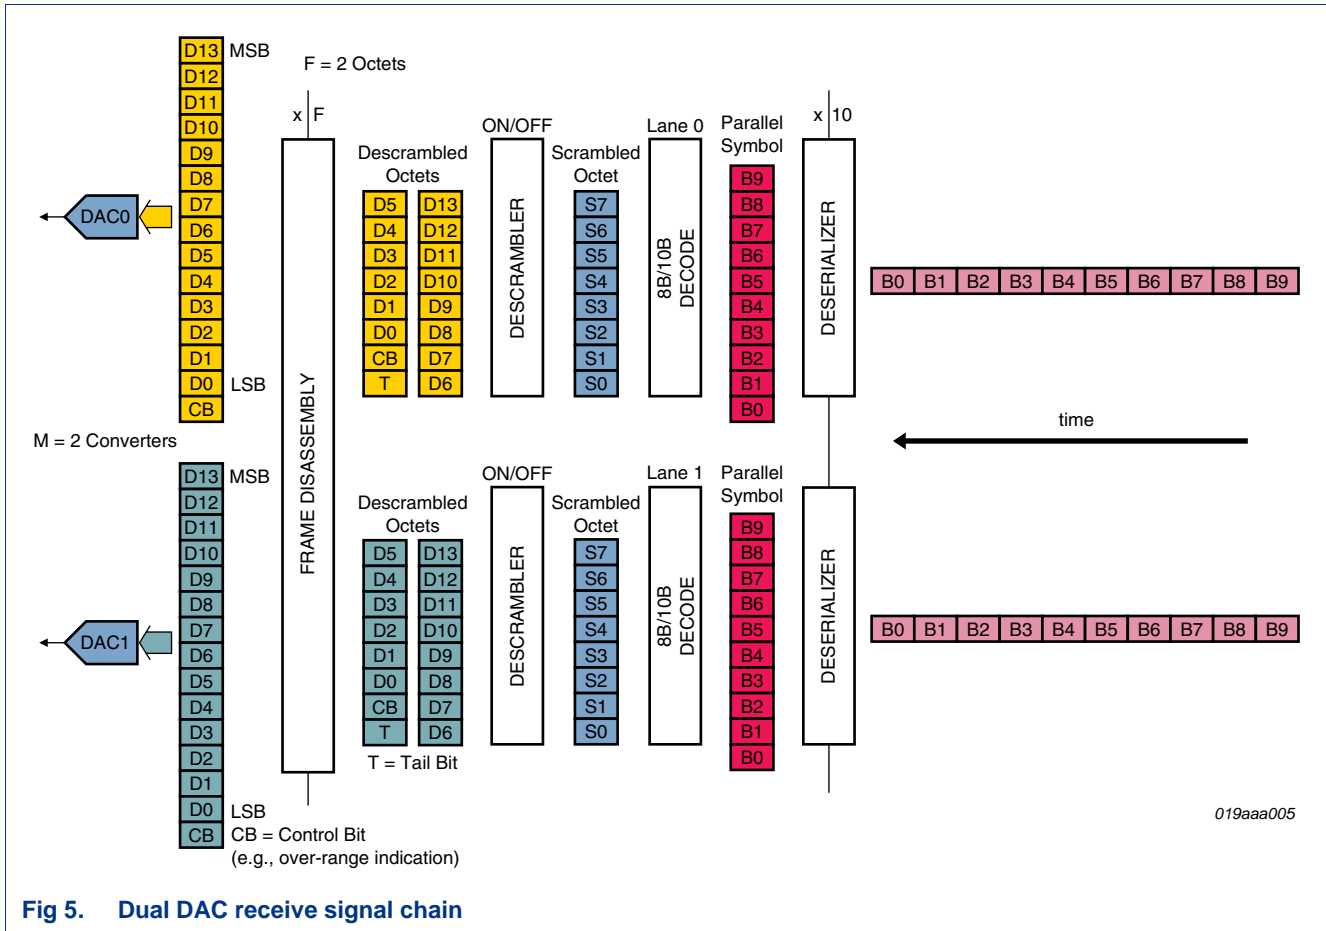 F = 2 Octets
x F
x 10
D13 MSB
D12
D11
D10
D9
D8
D7
D6
D5
D4
D3
D2
D1
D0 LSB
CB
DAC0
M = 2 Converters
FRAME DISASSEMBLY
Descrambled
Octets
D5 D13
D4 D12
D3 D11
D2 D10
D1 D9
D0 D8
CB D7
T D6
ON/OFF
DESCRAMBLER
Scrambled
Octet
S7
S6
S5
S4
S3
S2
S1
S0
Lane 0
8B/10B
DECODE
Parallel
Symbol
B9
B8
B7
B6
B5
B4
B3
B2
B1
B0
DESERIALIZER
B0 B1 B2 B3 B4 B5 B6 B7 B8 B9
time
D13 MSB
D12
D11
D10
D9
D8
D7
D6
D5
D4
D3
D2
D1
D0 LSB
CB CB = Control Bit
(e.g., over-range indication)
DAC1
Descrambled
Octets
D5 D13
D4 D12
D3 D11
D2 D10
D1 D9
D0 D8
CB D7
T D6
T = Tail Bit
ON/OFF
DESCRAMBLER
Scrambled
Octet
S7
S6
S5
S4
S3
S2
S1
S0
Lane 1
8B/10B
DECODE
Parallel
Symbol
B9
B8
B7
B6
B5
B4
B3
B2
B1
B0
DESERIALIZER
B0 B1 B2 B3 B4 B5 B6 B7 B8 B9
019aaa005
Fig 5. Dual DAC receive signal chain